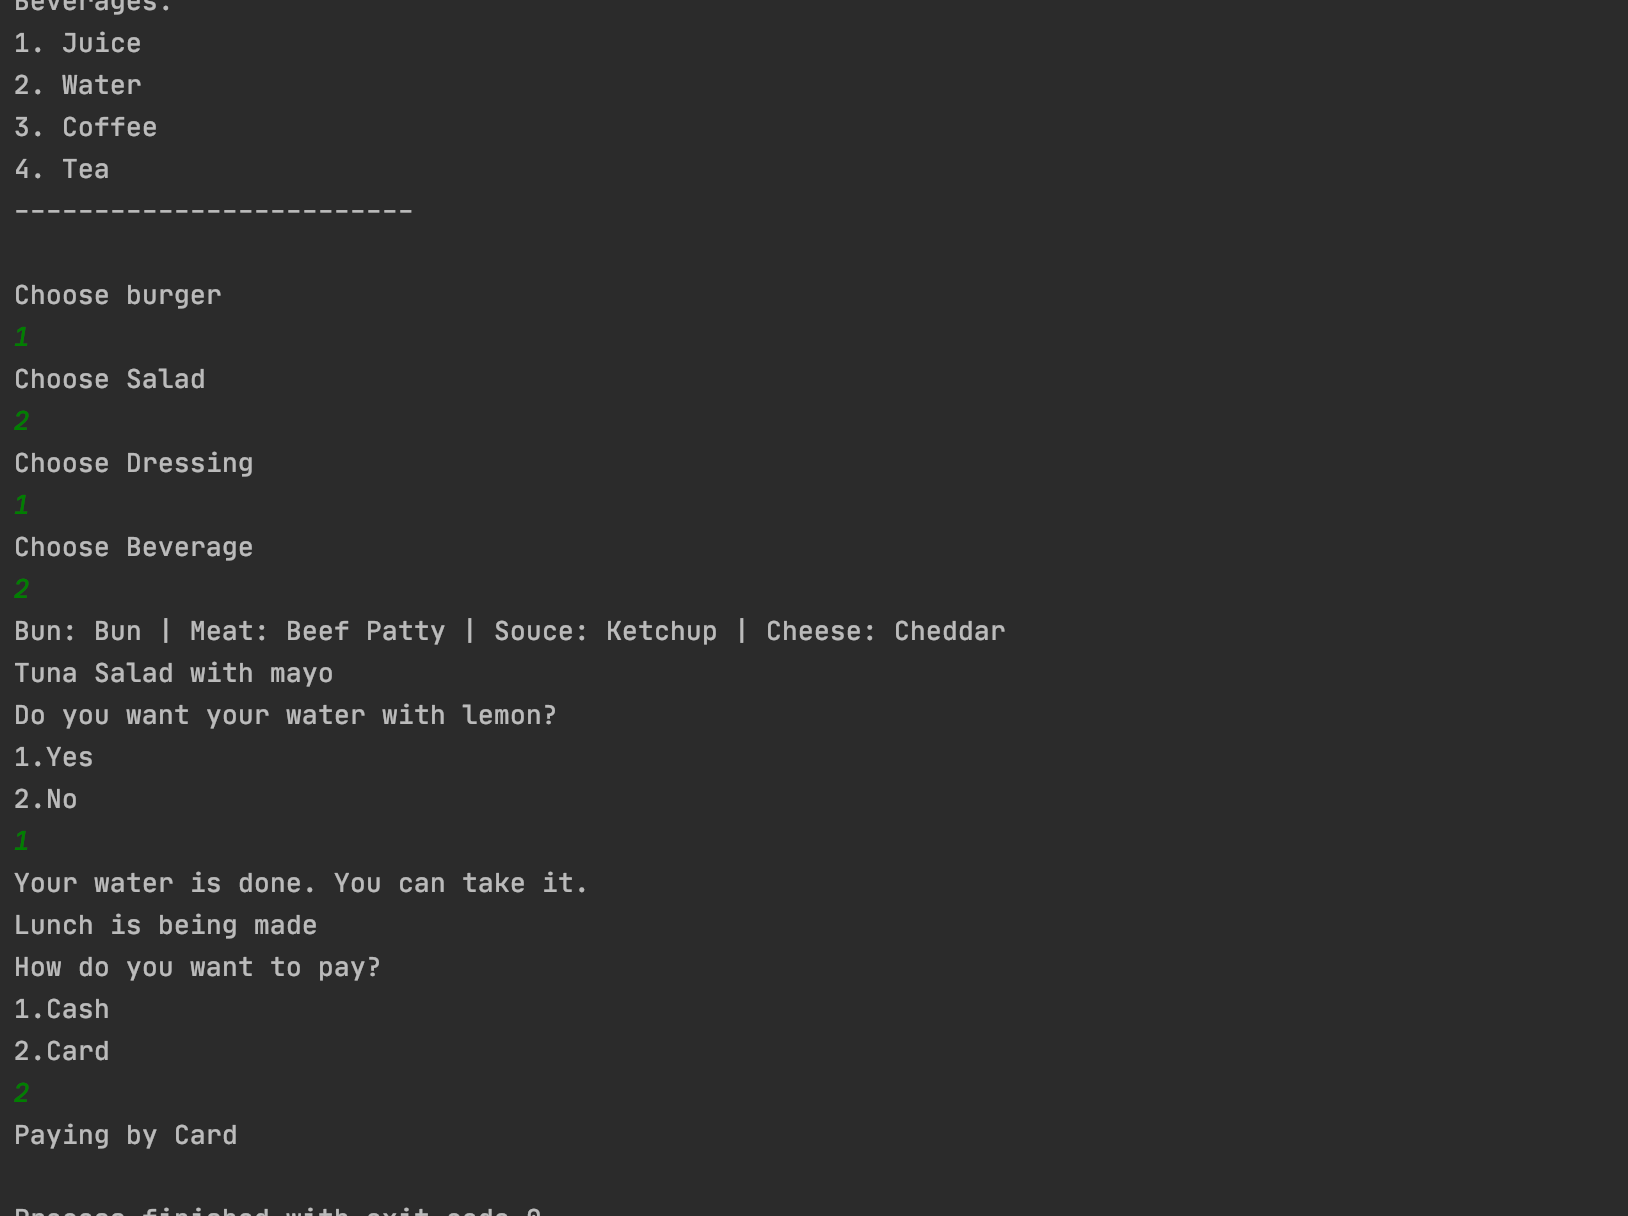 Beverages:
1. Juice
2. Water
3. Coffee
4. Tea
-------------------------
Choose burger
1
Choose Salad
2
Choose Dressing
1
Choose Beverage
2
Bun: Bun | Meat: Beef Patty | Souce: Ketchup | Cheese: Cheddar
Tuna Salad with mayo
Do you want your water with lemon?
1.Yes
2.No
1
Your water is done. You can take it.
Lunch is being made
How do you want to pay?
1.Cash
2.Card
2
Paying by Card
Process finished with exit code 0